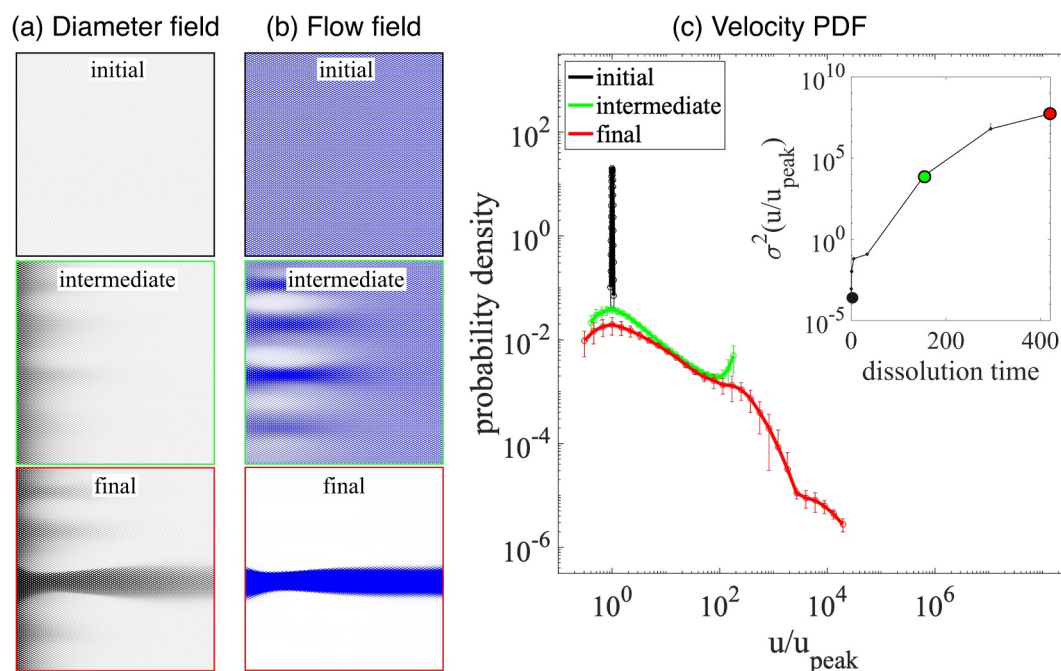 (a) Diameter field
(b) Flow field
(c) Velocity PDF
initial
intermediate
final
initial
intermediate
final
initial
intermediate
final
probability density
10^2
10^0
10^-2
10^-4
10^-6
10^0
10^2
10^4
10^6
u/u_peak
σ^2(u/u_peak)
10^10
10^5
10^0
10^-5
0
200
400
dissolution time